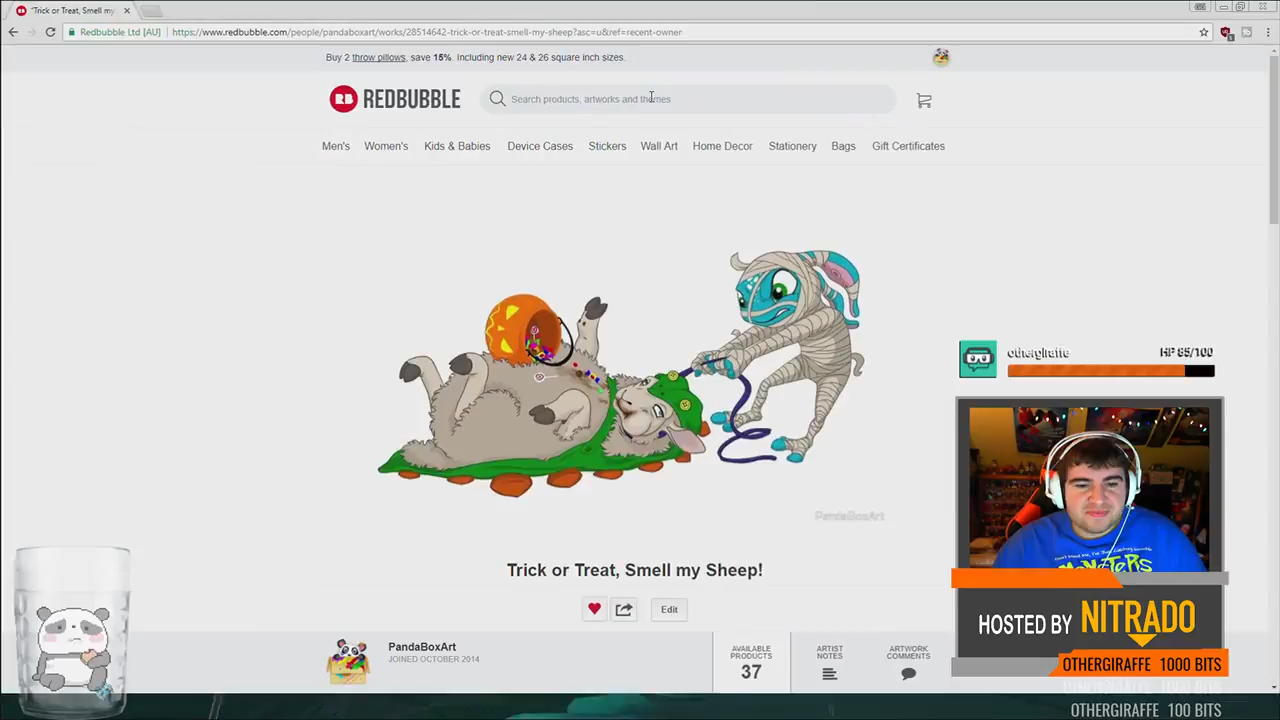 "Trick or Treat, Smell my
Redbubble Ltd [AU]
https://www.redbubble.com/people/pandaboxart/works/28514642-trick-or-treat-smell-my-sheep?asc=u&ref=recent-owner
Buy 2 throw pillows, save 15%. Including new 24 & 26 square inch sizes.
RB REDBUBBLE
Search products, artworks and themes
Men's Women's Kids & Babies Device Cases Stickers Wall Art Home Decor Stationery Bags Gift Certificates
othergiraffe HP 85/100
PandaBoxArt
Trick or Treat, Smell my Sheep!
Edit
PandaBoxArt
JOINED OCTOBER 2014
AVAILABLE
PRODUCTS
37
ARTIST
NOTES
ARTWORK
COMMENTS
MONSTERS
HOSTED BY NITRADO
OTHERGIRAFFE 1000 BITS
OTHERGIRAFFE 100 BITS